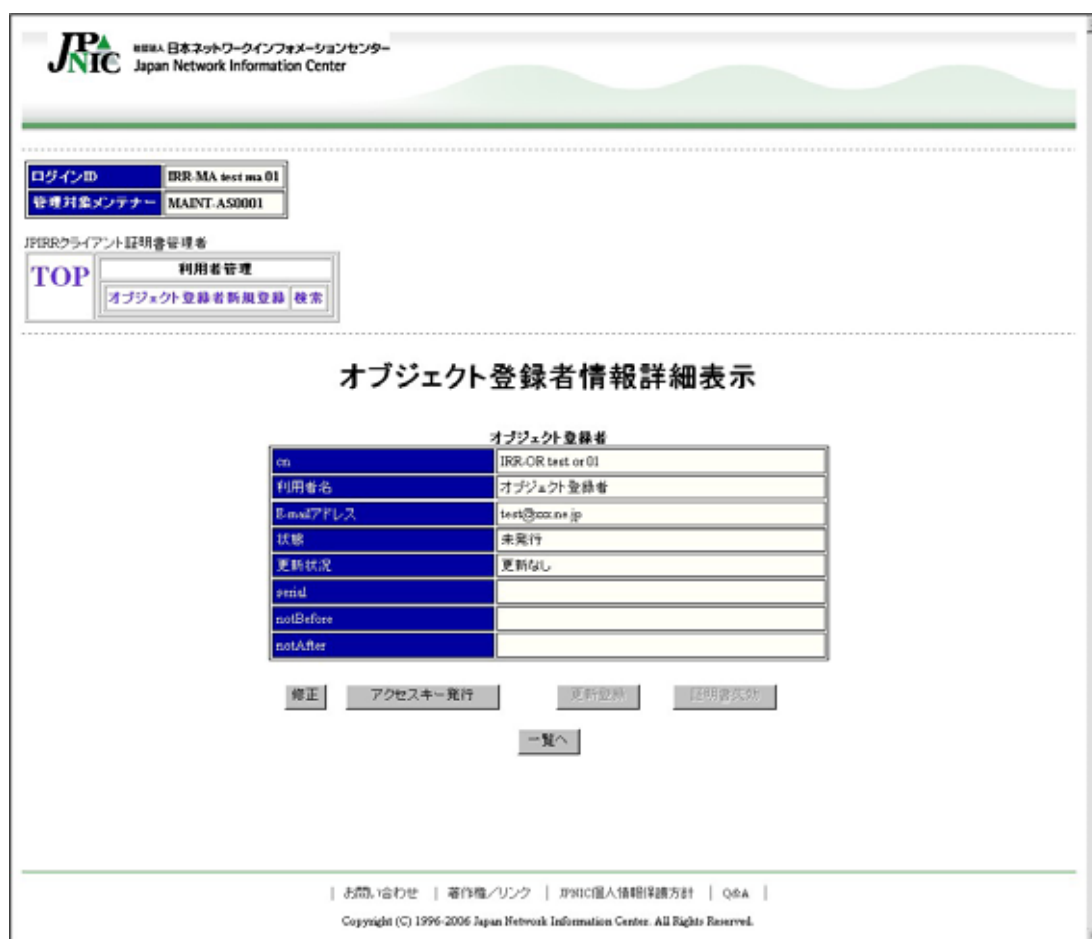 JPNIC
社団法人 日本ネットワークインフォメーションセンター
Japan Network Information Center
ログインID IRR-MA test ma 01
管理対象メンテナー MAINT-AS0001
JPIRRクライアント証明書管理者
TOP 利用者管理
オブジェクト登録者新規登録 検索
オブジェクト登録者情報詳細表示
オブジェクト登録者
cn IRR-OR test or 01
利用者名 オブジェクト登録者
E-mailアドレス test@xxx.ne.jp
状態 未発行
更新状況 更新なし
serial
notBefore
notAfter
修正 アクセスキー発行 更新登録 証明書失効
一覧へ
| お問い合わせ | 著作権/リンク | JPNIC個人情報保護方針 | Q&A |
Copyright (C) 1996-2006 Japan Network Information Center. All Rights Reserved.